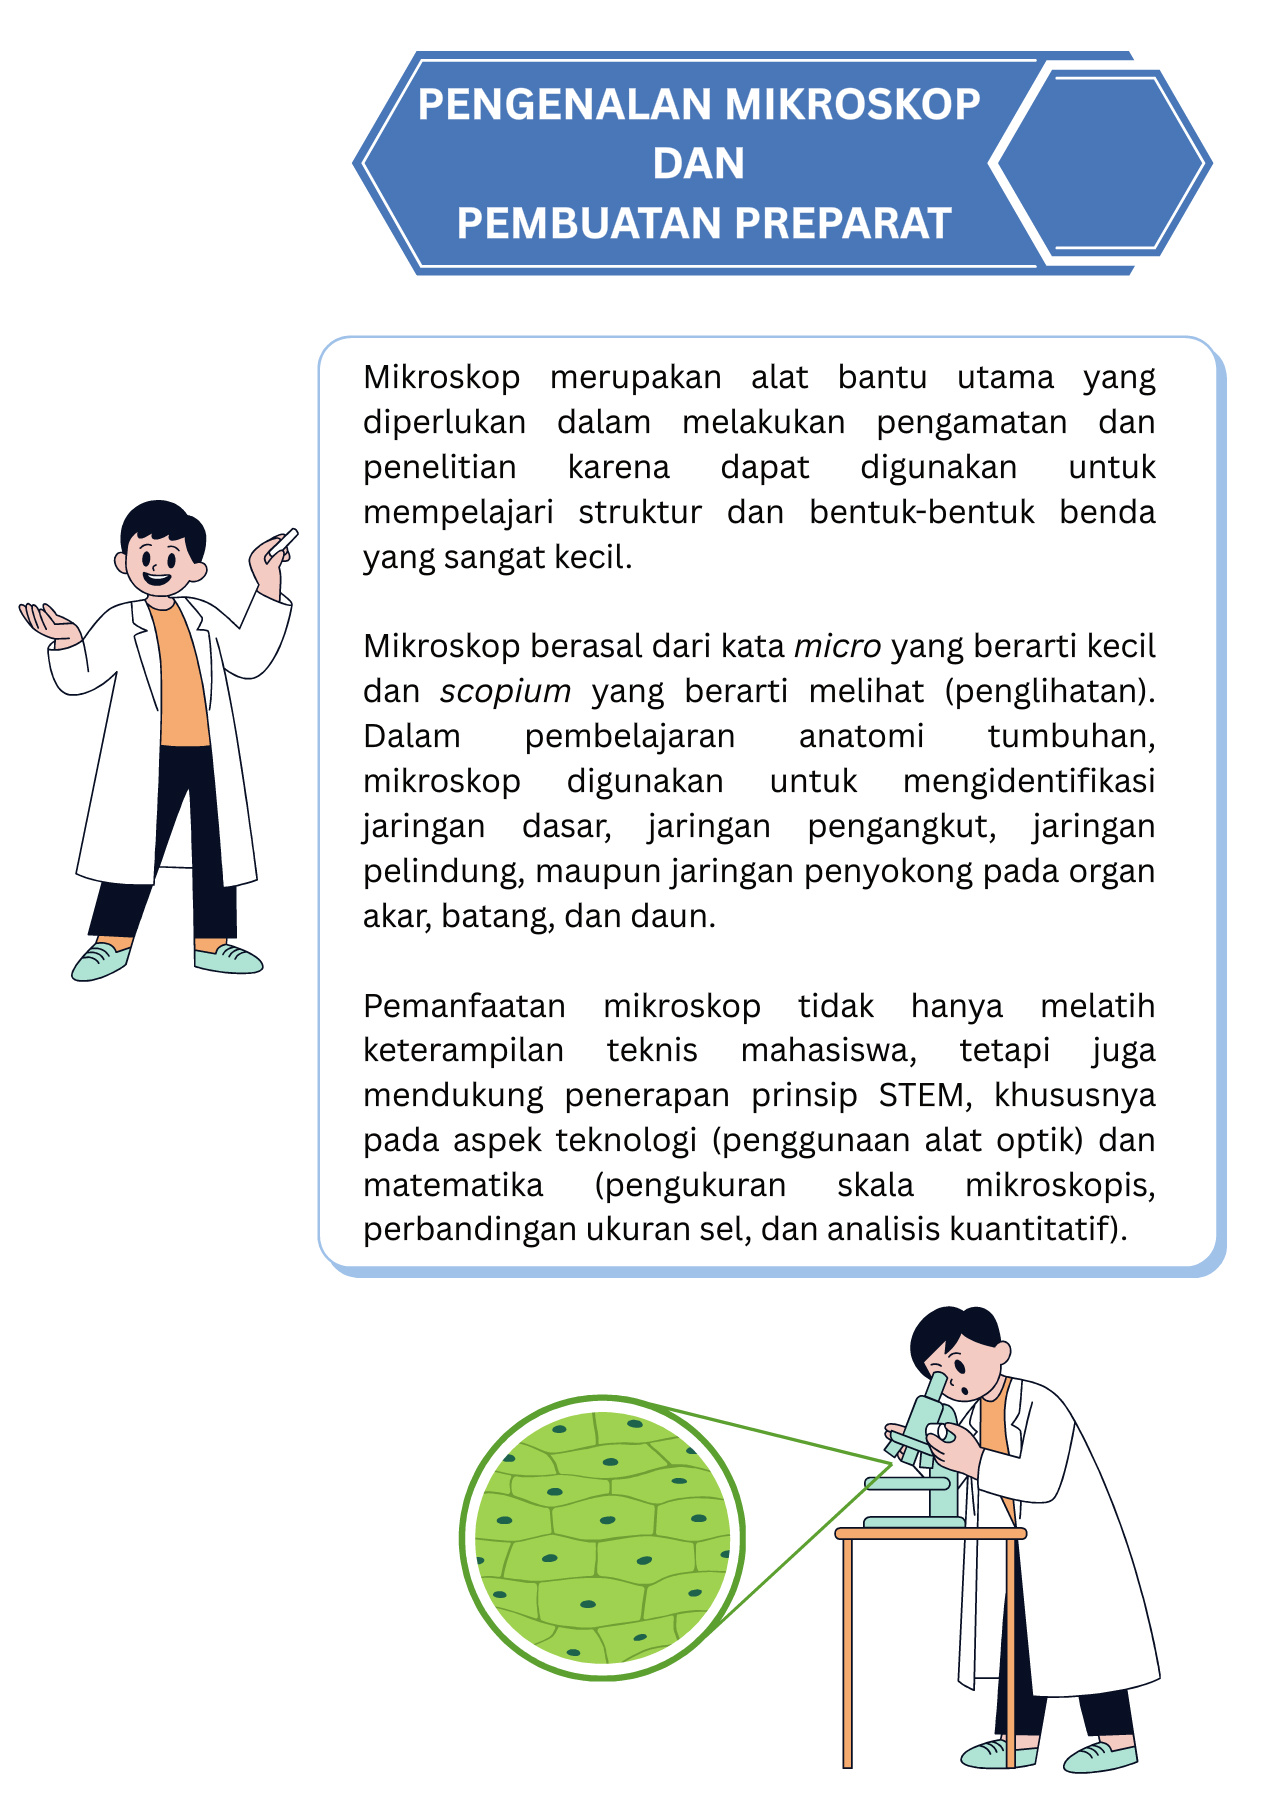 PENGENALAN MIKROSKOP
DAN
PEMBUATAN PREPARAT
Mikroskop merupakan alat bantu utama yang
diperlukan dalam melakukan pengamatan dan
penelitian karena dapat digunakan untuk
mempelajari struktur dan bentuk-bentuk benda
yang sangat kecil.
Mikroskop berasal dari kata micro yang berarti kecil
dan scopium yang berarti melihat (penglihatan).
Dalam pembelajaran anatomi tumbuhan,
mikroskop digunakan untuk mengidentifikasi
jaringan dasar, jaringan pengangkut, jaringan
pelindung, maupun jaringan penyokong pada organ
akar, batang, dan daun.
Pemanfaatan mikroskop tidak hanya melatih
keterampilan teknis mahasiswa, tetapi juga
mendukung penerapan prinsip STEM, khususnya
pada aspek teknologi (penggunaan alat optik) dan
matematika (pengukuran skala mikroskopis,
perbandingan ukuran sel, dan analisis kuantitatif).